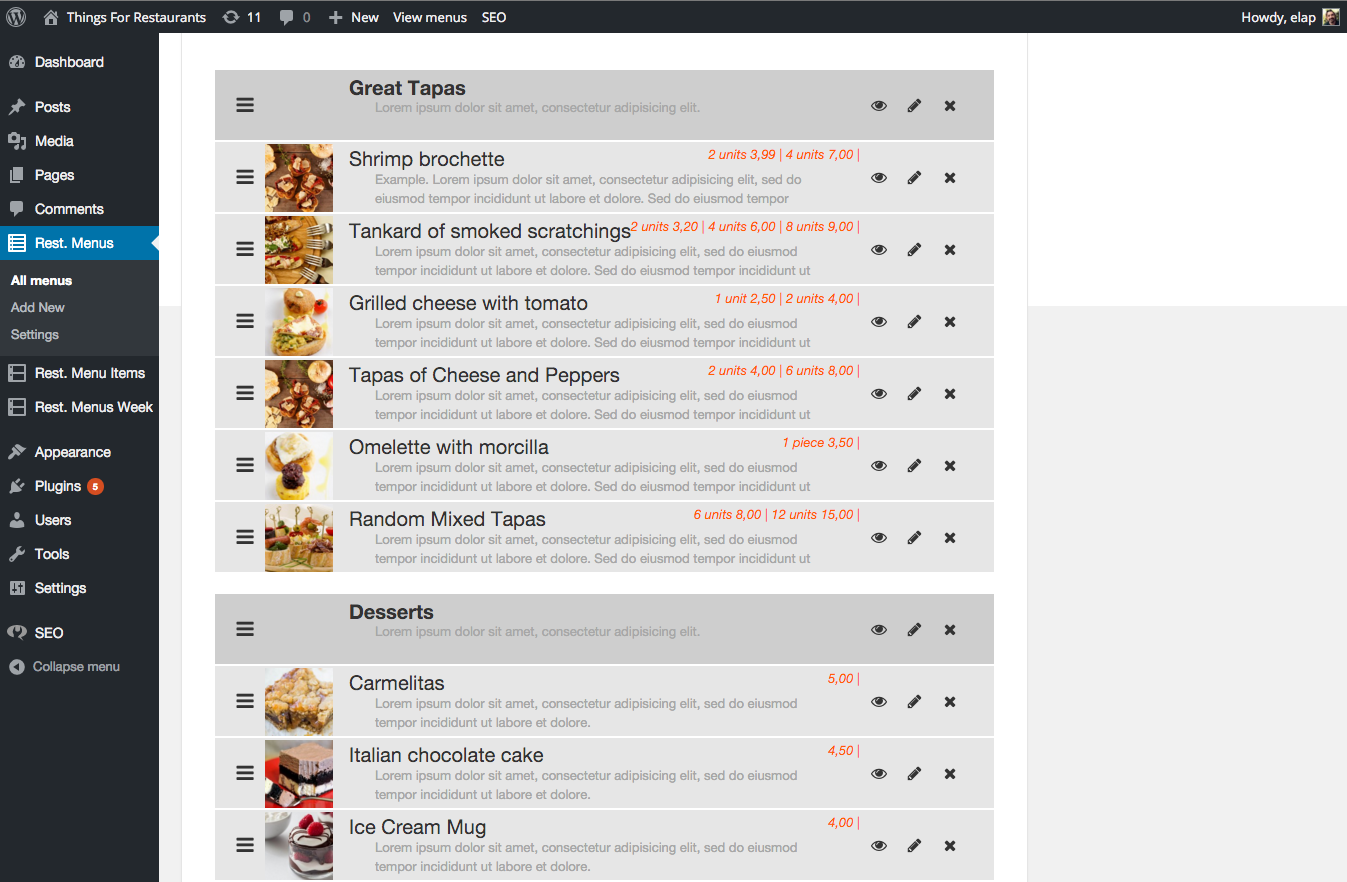 Things For Restaurants 11 0 New View menus SEO Howdy, elap
Dashboard
Posts
Media
Pages
Comments
Rest. Menus
All menus
Add New
Settings
Rest. Menu Items
Rest. Menus Week
Appearance
Plugins 5
Users
Tools
Settings
SEO
Collapse menu
Great Tapas
Lorem ipsum dolor sit amet, consectetur adipisicing elit.
Shrimp brochette 2 units 3,99 | 4 units 7,00 |
Example. Lorem ipsum dolor sit amet, consectetur adipisicing elit, sed do
eiusmod tempor incididunt ut labore et dolore. Sed do eiusmod tempor
Tankard of smoked scratchings 2 units 3,20 | 4 units 6,00 | 8 units 9,00 |
Lorem ipsum dolor sit amet, consectetur adipisicing elit, sed do eiusmod
tempor incididunt ut labore et dolore. Sed do eiusmod tempor incididunt ut
Grilled cheese with tomato 1 unit 2,50 | 2 units 4,00 |
Lorem ipsum dolor sit amet, consectetur adipisicing elit, sed do eiusmod
tempor incididunt ut labore et dolore. Sed do eiusmod tempor incididunt ut
Tapas of Cheese and Peppers 2 units 4,00 | 6 units 8,00 |
Lorem ipsum dolor sit amet, consectetur adipisicing elit, sed do eiusmod
tempor incididunt ut labore et dolore. Sed do eiusmod tempor incididunt ut
Omelette with morcilla 1 piece 3,50 |
Lorem ipsum dolor sit amet, consectetur adipisicing elit, sed do eiusmod
tempor incididunt ut labore et dolore. Sed do eiusmod tempor incididunt ut
Random Mixed Tapas 6 units 8,00 | 12 units 15,00 |
Lorem ipsum dolor sit amet, consectetur adipisicing elit, sed do eiusmod
tempor incididunt ut labore et dolore. Sed do eiusmod tempor incididunt ut
Desserts
Lorem ipsum dolor sit amet, consectetur adipisicing elit.
Carmelitas 5,00 |
Lorem ipsum dolor sit amet, consectetur adipisicing elit, sed do eiusmod
tempor incididunt ut labore et dolore.
Italian chocolate cake 4,50 |
Lorem ipsum dolor sit amet, consectetur adipisicing elit, sed do eiusmod
tempor incididunt ut labore et dolore.
Ice Cream Mug 4,00 |
Lorem ipsum dolor sit amet, consectetur adipisicing elit, sed do eiusmod
tempor incididunt ut labore et dolore.